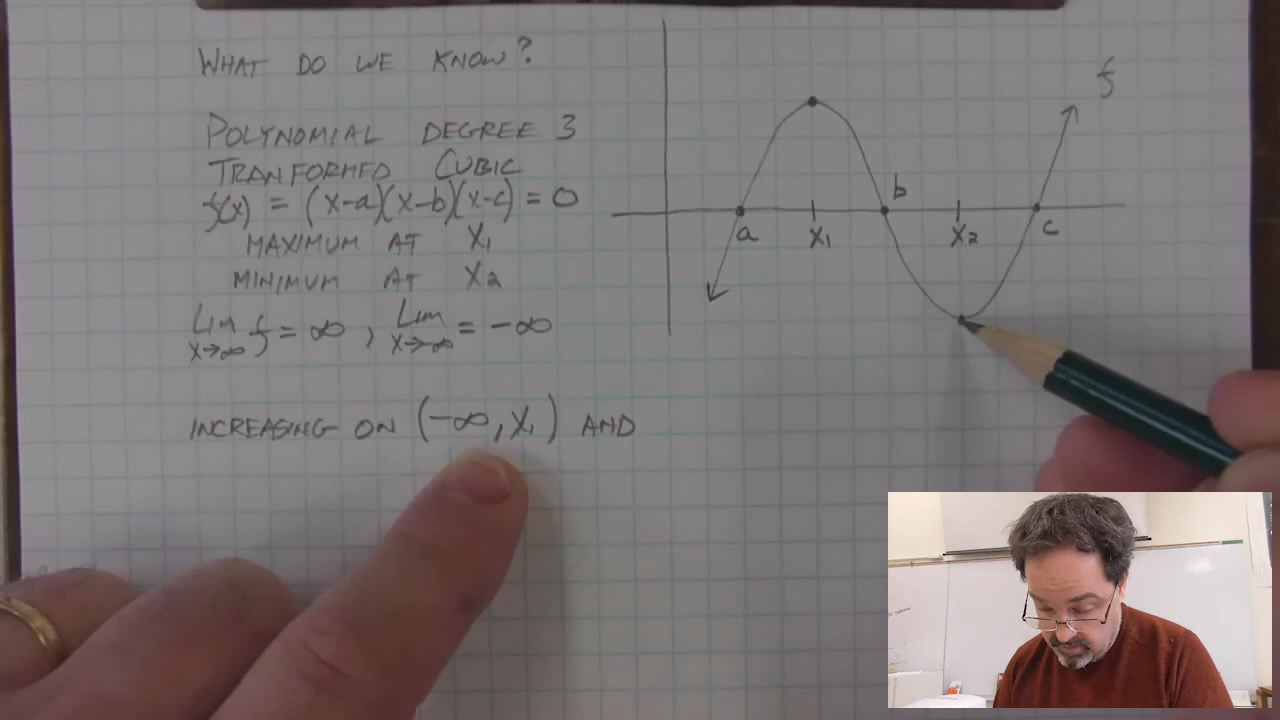 WHAT DO WE KNOW?
POLYNOMIAL DEGREE 3
TRANFORMED CUBIC
f(x) = (x-a)(x-b)(x-c) = 0
MAXIMUM AT X₁
MINIMUM AT X₂
Lim x→∞ f = ∞ , Lim x→-∞ = -∞
INCREASING ON (-∞, X₁) AND
f
b
a X₁ X₂ c